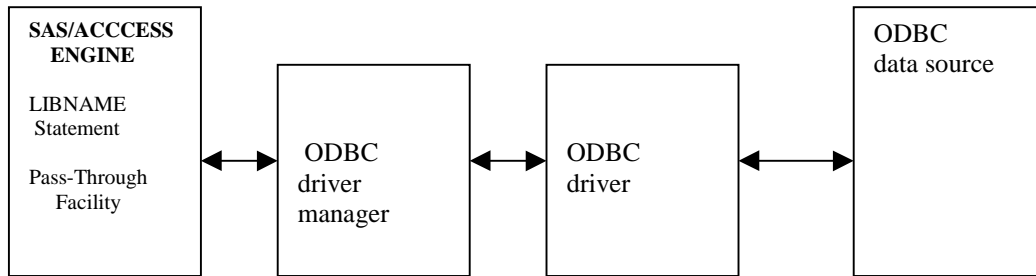 SAS/ACCCESS
ENGINE
LIBNAME
Statement
Pass-Through
Facility
ODBC
driver
manager
ODBC
driver
ODBC
data source